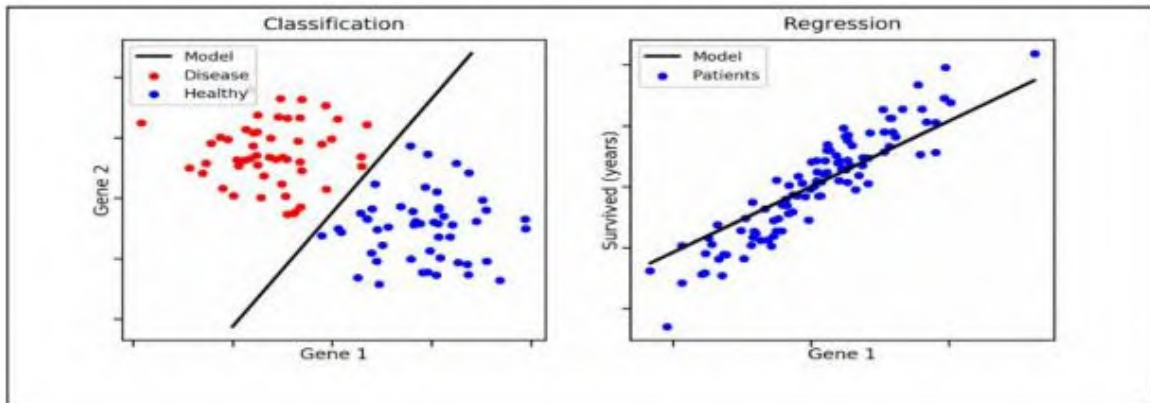 Classification
Model
Disease
Healthy
Gene 2
Gene 1
Regression
Model
Patients
Survived (years)
Gene 1